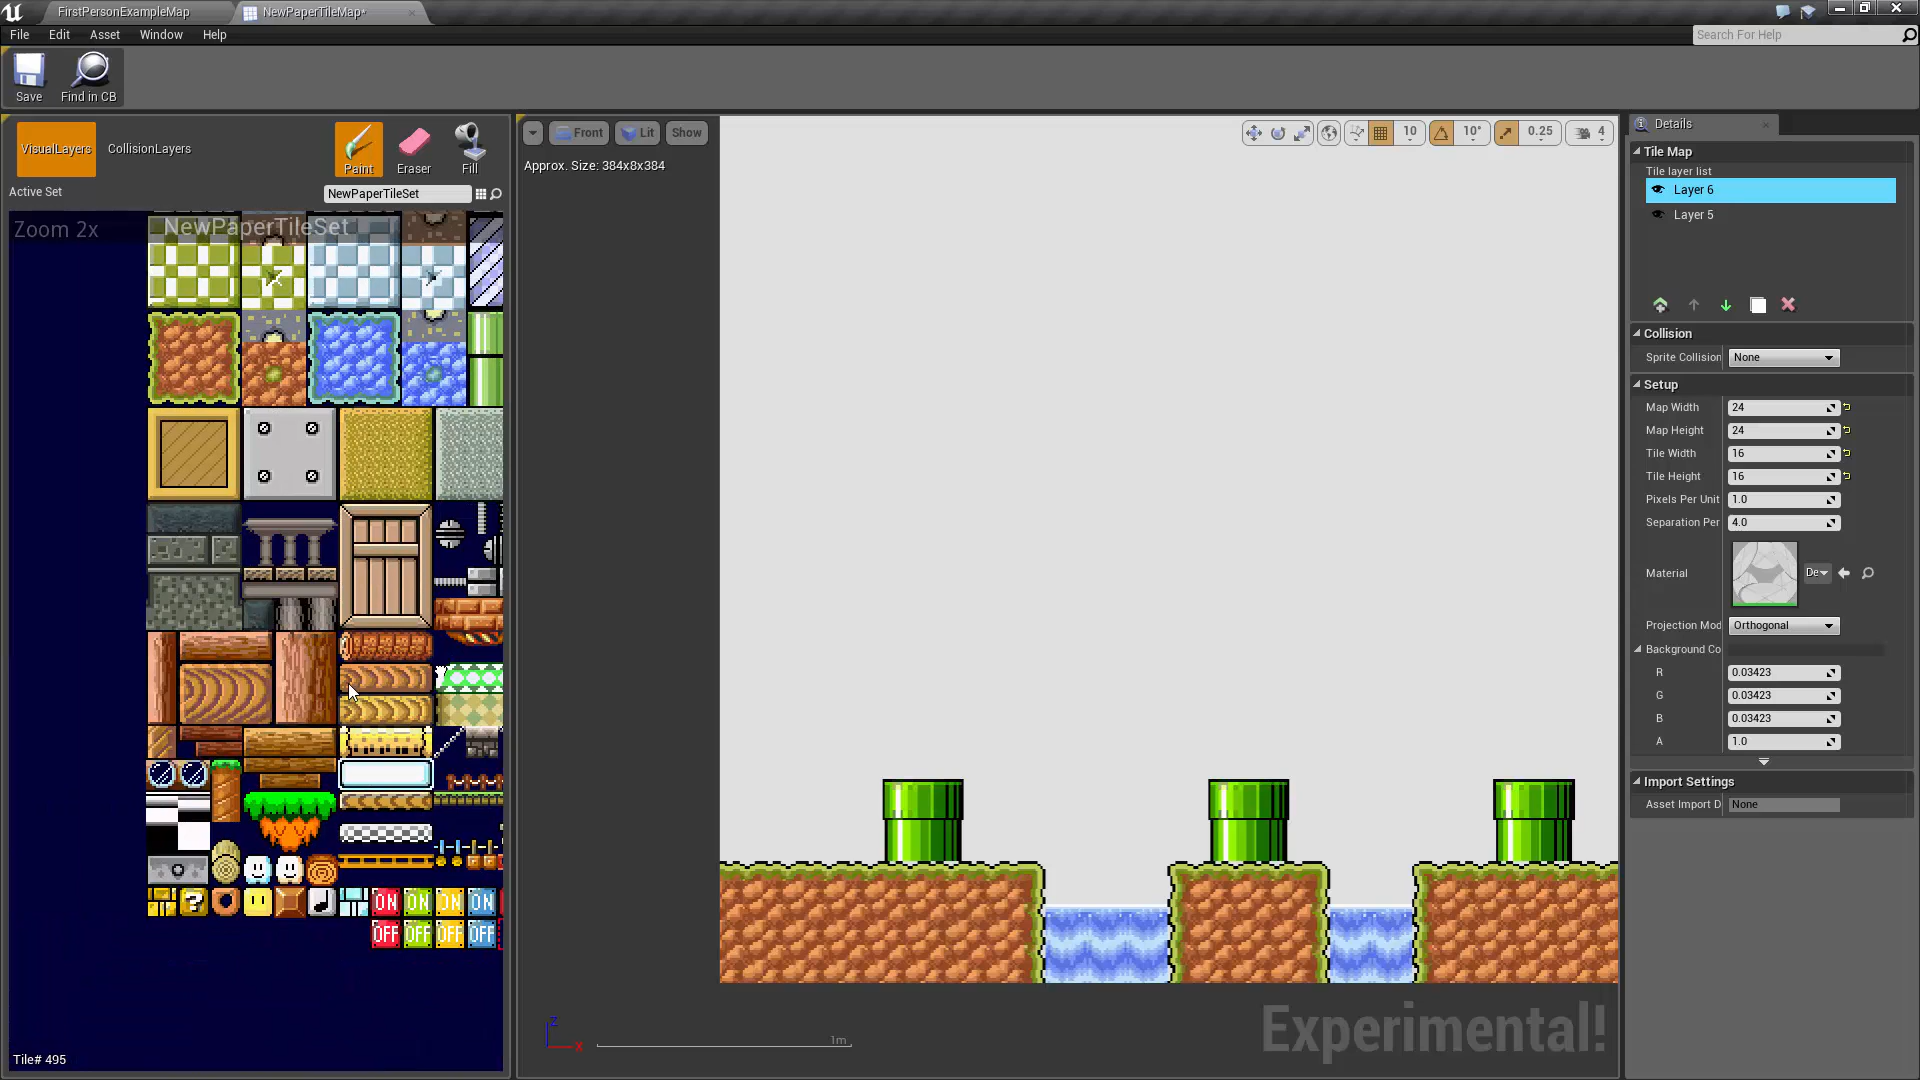 FirstPersonExampleMap
NewPaperTileMap*
File Edit Asset Window Help
Search For Help
Save
Find in CB
VisualLayers
CollisionLayers
Paint
Eraser
Fill
Active Set
NewPaperTileSet
Zoom 2x
NewPaperTileSet
ON ON ON ON
OFF OFF OFF OFF
Tile# 495
Front
Lit
Show
10
10°
0.25
4
Approx. Size: 384x8x384
Z
X
1m
Experimental!
Details
Tile Map
Tile layer list
Layer 6
Layer 5
Collision
Sprite Collision
None
Setup
Map Width
24
Map Height
24
Tile Width
16
Tile Height
16
Pixels Per Unit
1.0
Separation Per
4.0
Material
De
Projection Mod
Orthogonal
Background Co
R
0.03423
G
0.03423
B
0.03423
A
1.0
Import Settings
Asset Import D
None